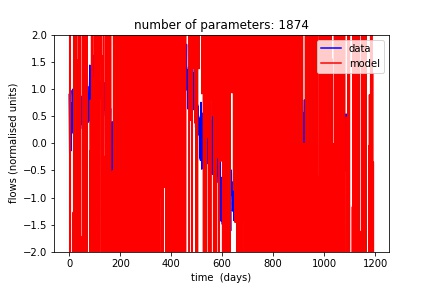 number of parameters: 1874
data
model
2.0
1.5
1.0
0.5
0.0
−0.5
−1.0
−1.5
−2.0
flows (normalised units)
0 200 400 600 800 1000 1200
time (days)